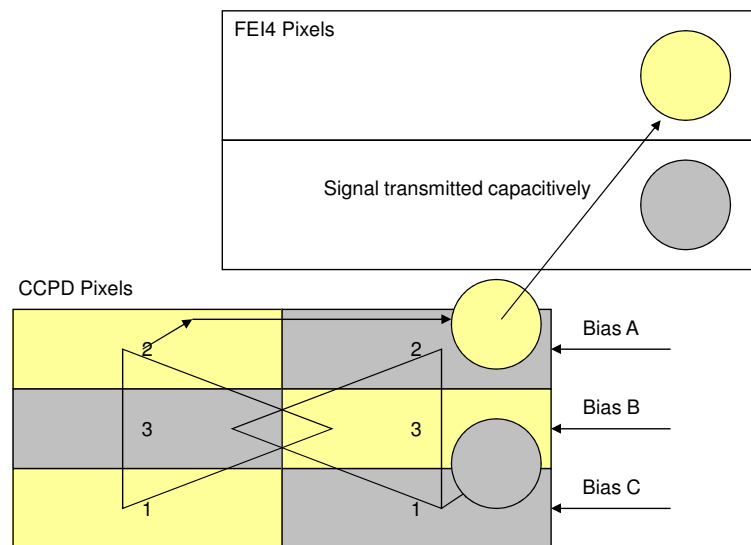 FEI4 Pixels
Signal transmitted capacitively
CCPD Pixels
Bias A
2 2
Bias B
3 3
Bias C
1 1